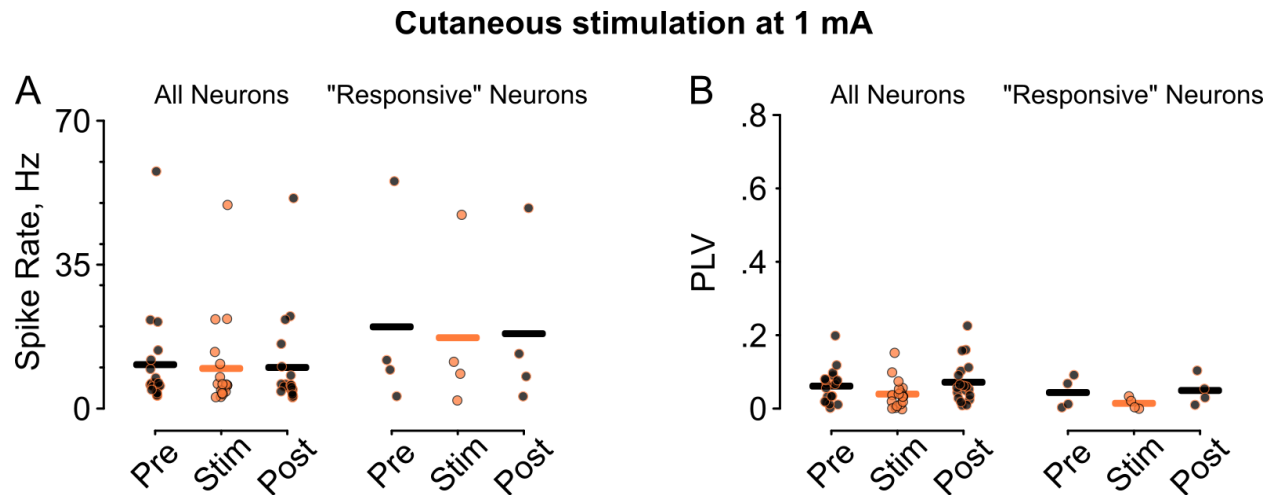 Cutaneous stimulation at 1 mA
A
All Neurons
"Responsive" Neurons
70
35
0
Spike Rate, Hz
Pre
Stim
Post
Pre
Stim
Post
B
All Neurons
"Responsive" Neurons
.8
.6
.4
.2
0
PLV
Pre
Stim
Post
Pre
Stim
Post